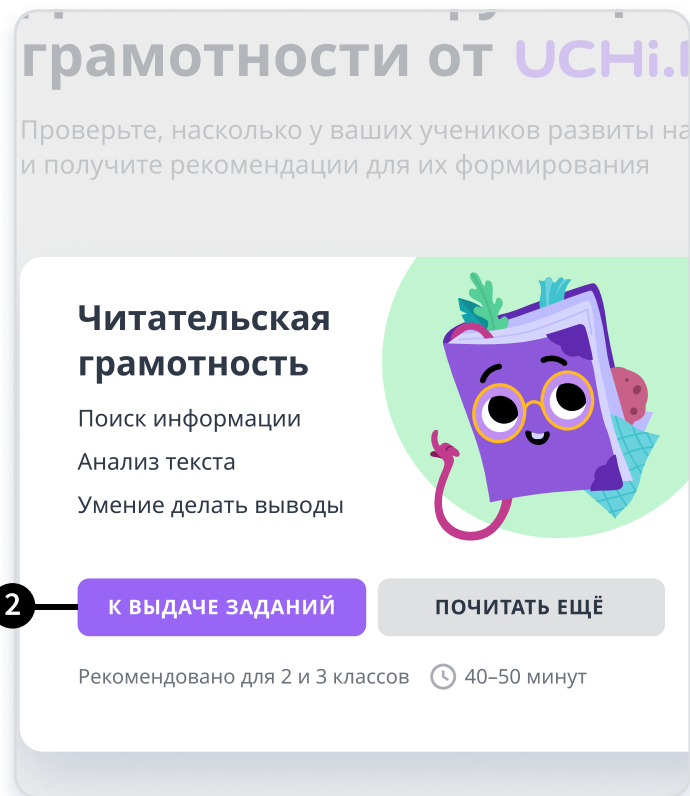 грамотности от UCHi.
Проверьте, насколько у ваших учеников развиты
и получите рекомендации для их формирования
Читательская
грамотность
Поиск информации
Анализ текста
Умение делать выводы
2
К ВЫДАЧЕ ЗАДАНИЙ
ПОЧИТАТЬ ЕЩЁ
Рекомендовано для 2 и 3 классов
40–50 минут